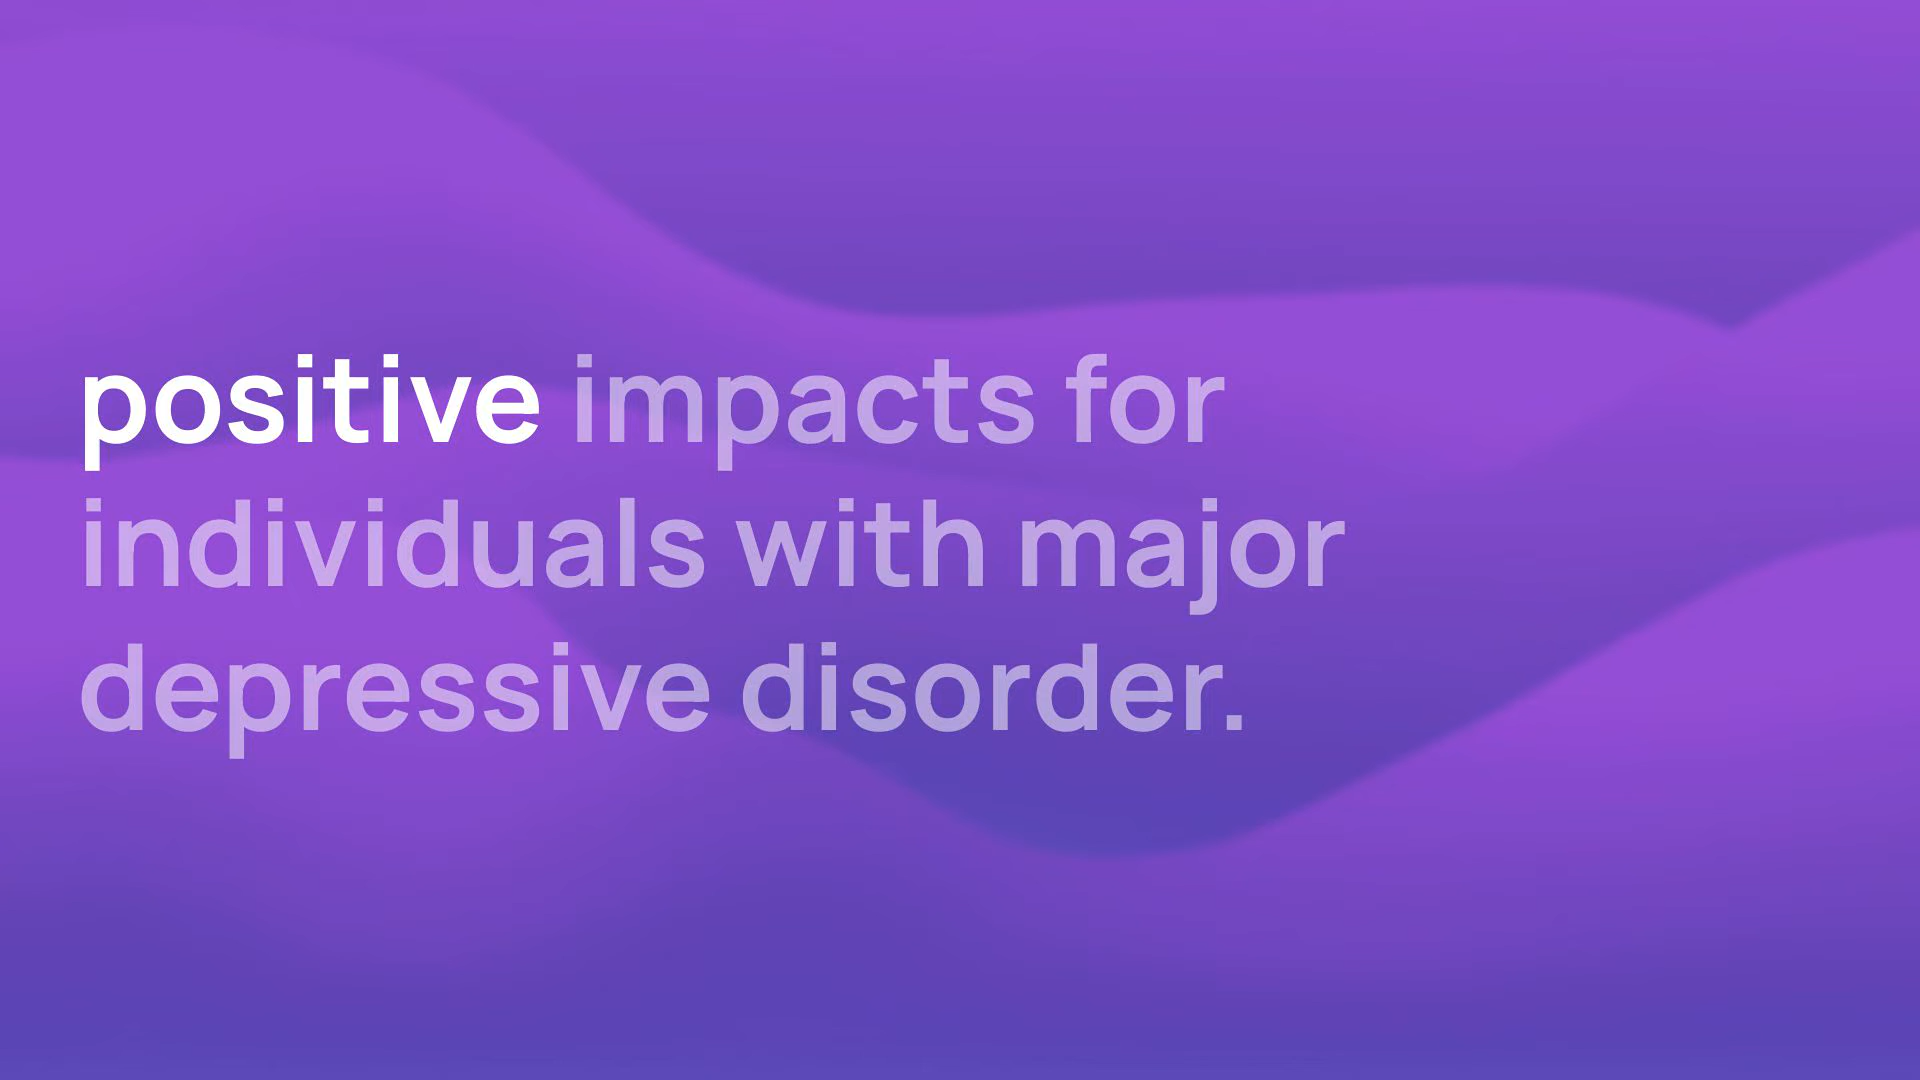 positive impacts for
individuals with major
depressive disorder.